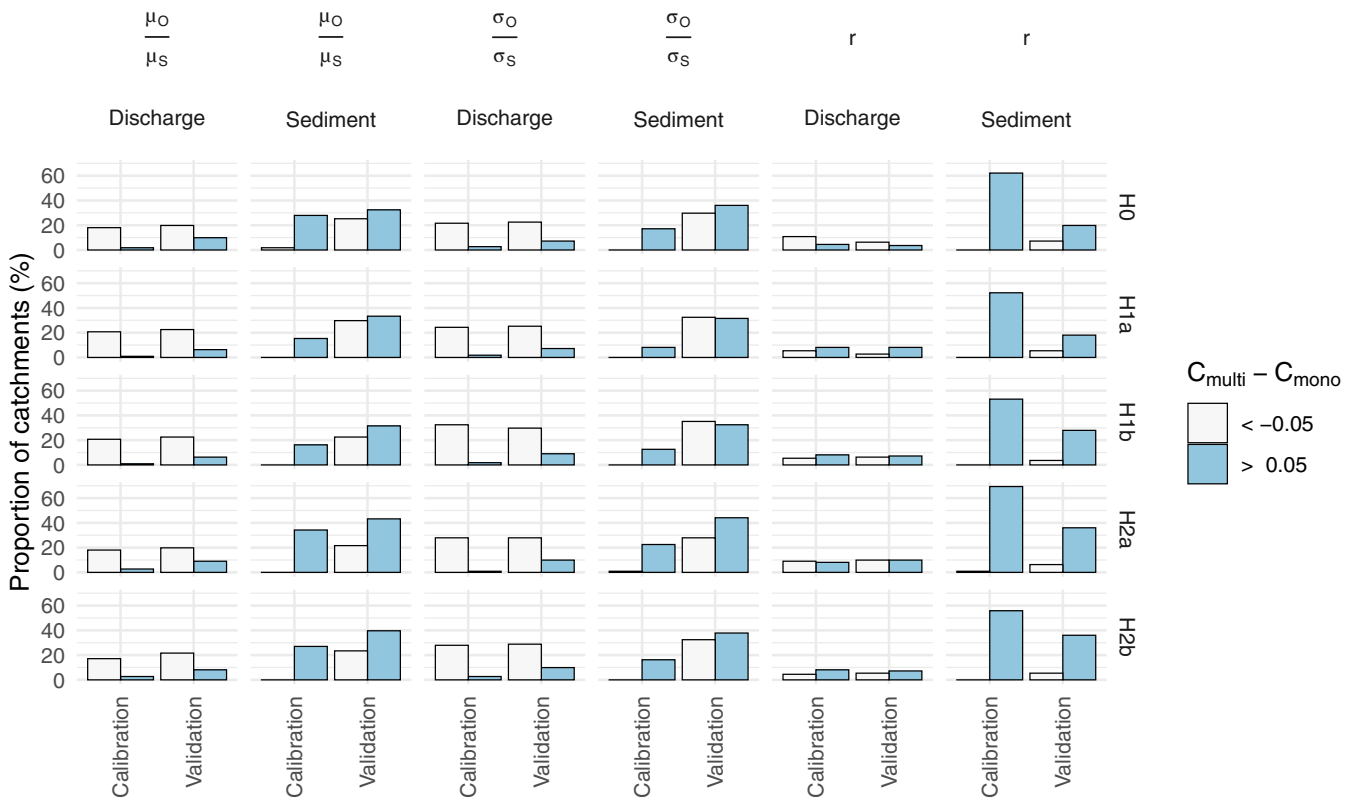 μO μO σO σO
μS μS σS σS r r
Discharge Sediment Discharge Sediment Discharge Sediment
Proportion of catchments (%)
60
40
20
0
H0
60
40
20
0
H1a
60
40
20
0
H1b
60
40
20
0
H2a
60
40
20
0
H2b
Calibration Validation Calibration Validation Calibration Validation Calibration Validation Calibration Validation Calibration Validation
Cmulti − Cmono
< −0.05
> 0.05